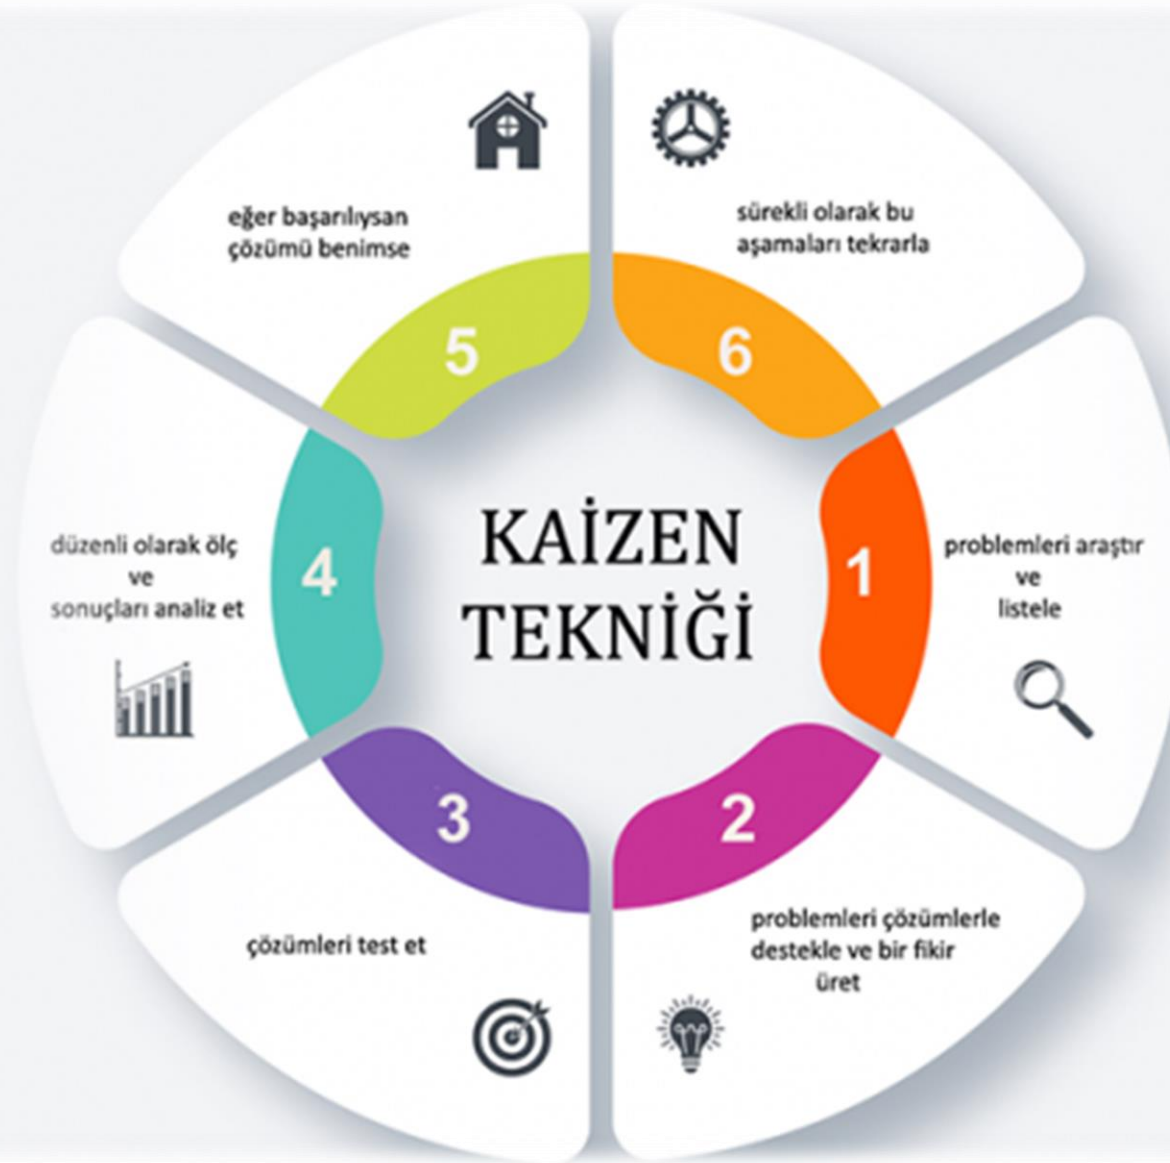 KAİZEN
TEKNİĞİ
1
problemleri araştır
ve
listele
2
problemleri çözümlerle
destekle ve bir fikir
üret
3
çözümleri test et
4
düzenli olarak ölç
ve
sonuçları analiz et
5
eğer başarılıysan
çözümü benimse
6
sürekli olarak bu
aşamaları tekrarla